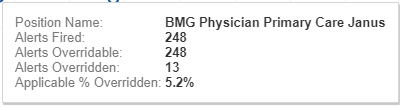 Position Name: BMG Physician Primary Care Janus
Alerts Fired: 248
Alerts Overridable: 248
Alerts Overridden: 13
Applicable % Overridden: 5.2%